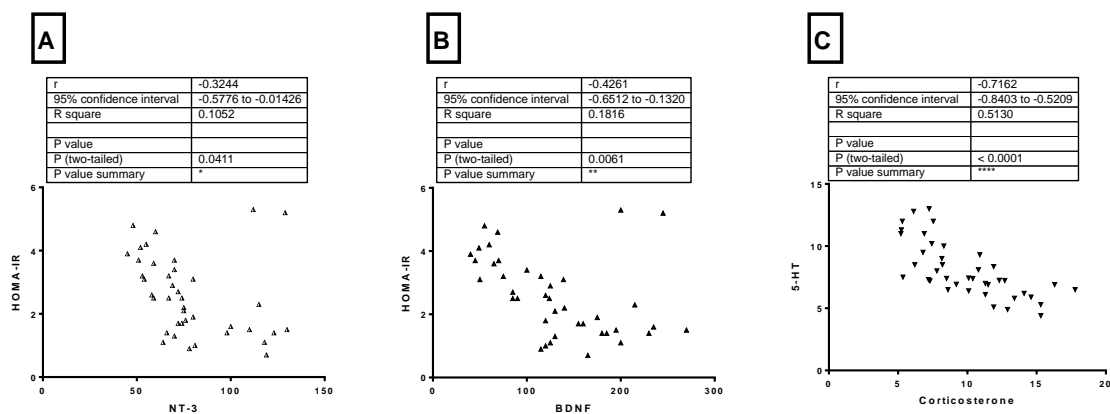 A
r -0.3244
95% confidence interval -0.5776 to -0.01426
R square 0.1052
P value
P (two-tailed) 0.0411
P value summary *
6
4
2
0
HOMA-IR
50 100 150
NT-3
B
r -0.4261
95% confidence interval -0.6512 to -0.1320
R square 0.1816
P value
P (two-tailed) 0.0061
P value summary **
6
4
2
0
HOMA-IR
0 100 200 300
BDNF
C
r -0.7162
95% confidence interval -0.8403 to -0.5209
R square 0.5130
P value
P (two-tailed) < 0.0001
P value summary ****
15
10
5
0
5-HT
0 5 10 15 20
Corticosterone